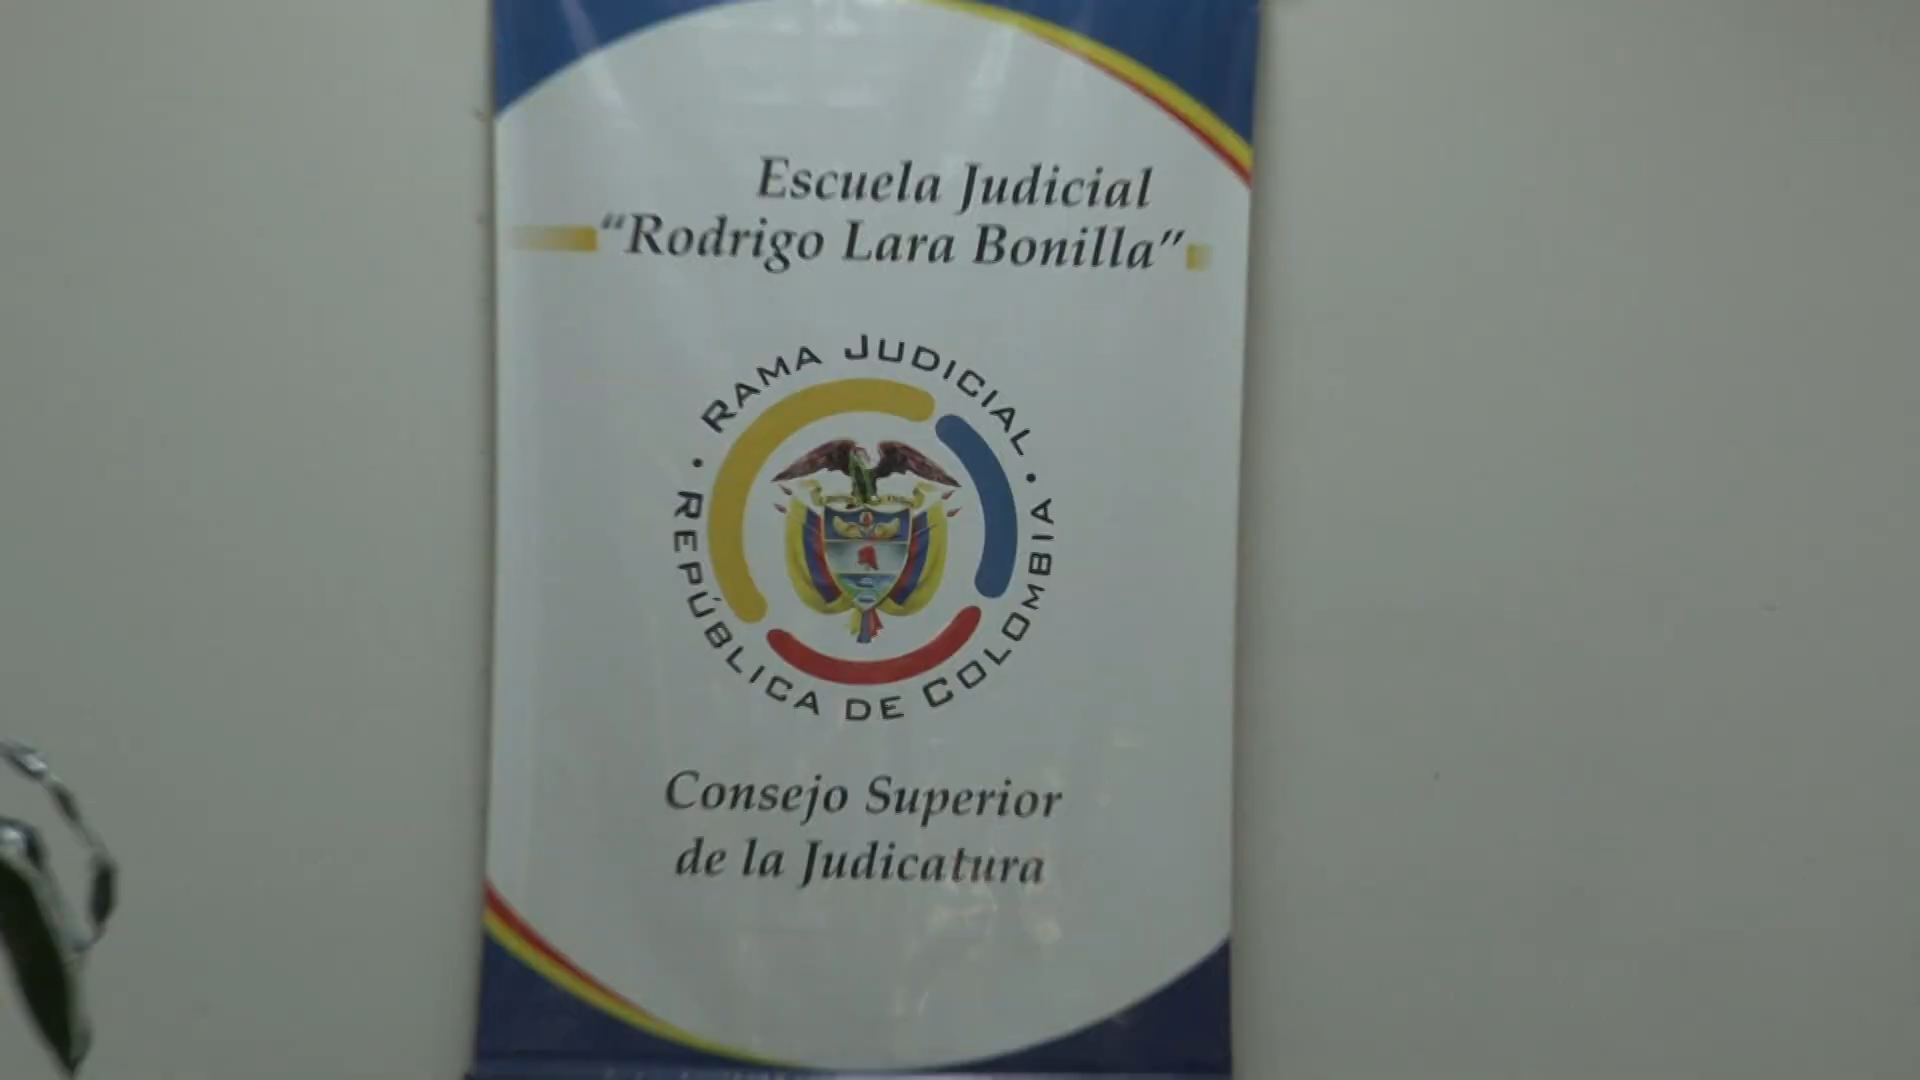 Escuela Judicial
“Rodrigo Lara Bonilla”
RAMA JUDICIAL
REPÚBLICA DE COLOMBIA
Consejo Superior
de la Judicatura